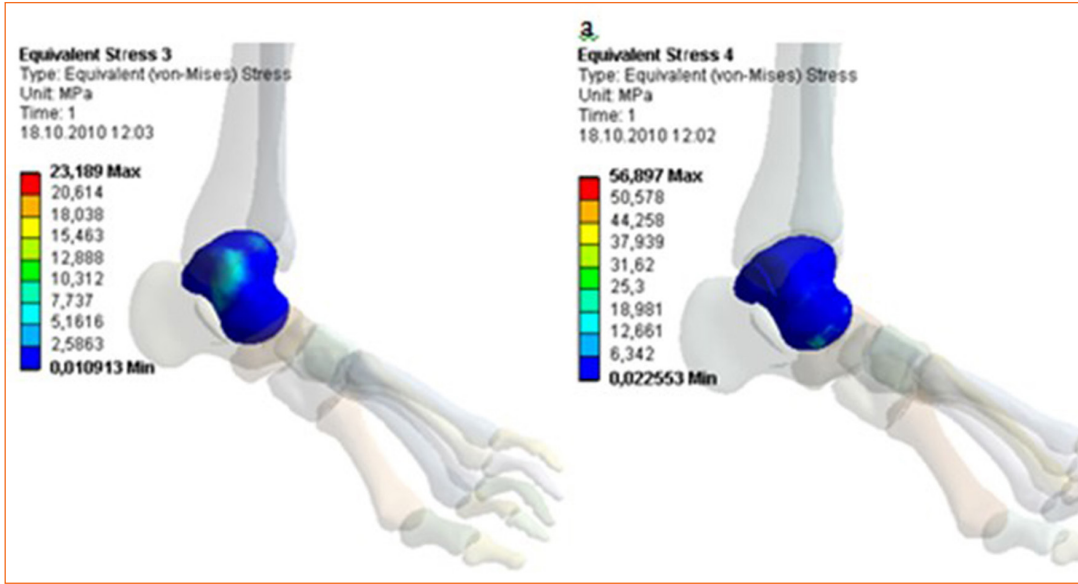 Equivalent Stress 3
Type: Equivalent (von-Mises) Stress
Unit: MPa
Time: 1
18.10.2010 12:03
23,189 Max
20,614
18,038
15,463
12,888
10,312
7,737
5,1616
2,5863
0,010913 Min
a
Equivalent Stress 4
Type: Equivalent (von-Mises) Stress
Unit: MPa
Time: 1
18.10.2010 12:02
56,897 Max
50,578
44,258
37,939
31,62
25,3
18,981
12,661
6,342
0,022553 Min